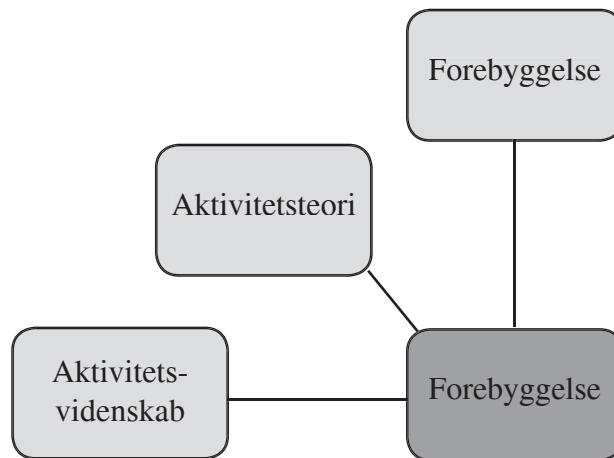 Forebyggelse
Aktivitetsteori
Aktivitets-
videnskab
Forebyggelse